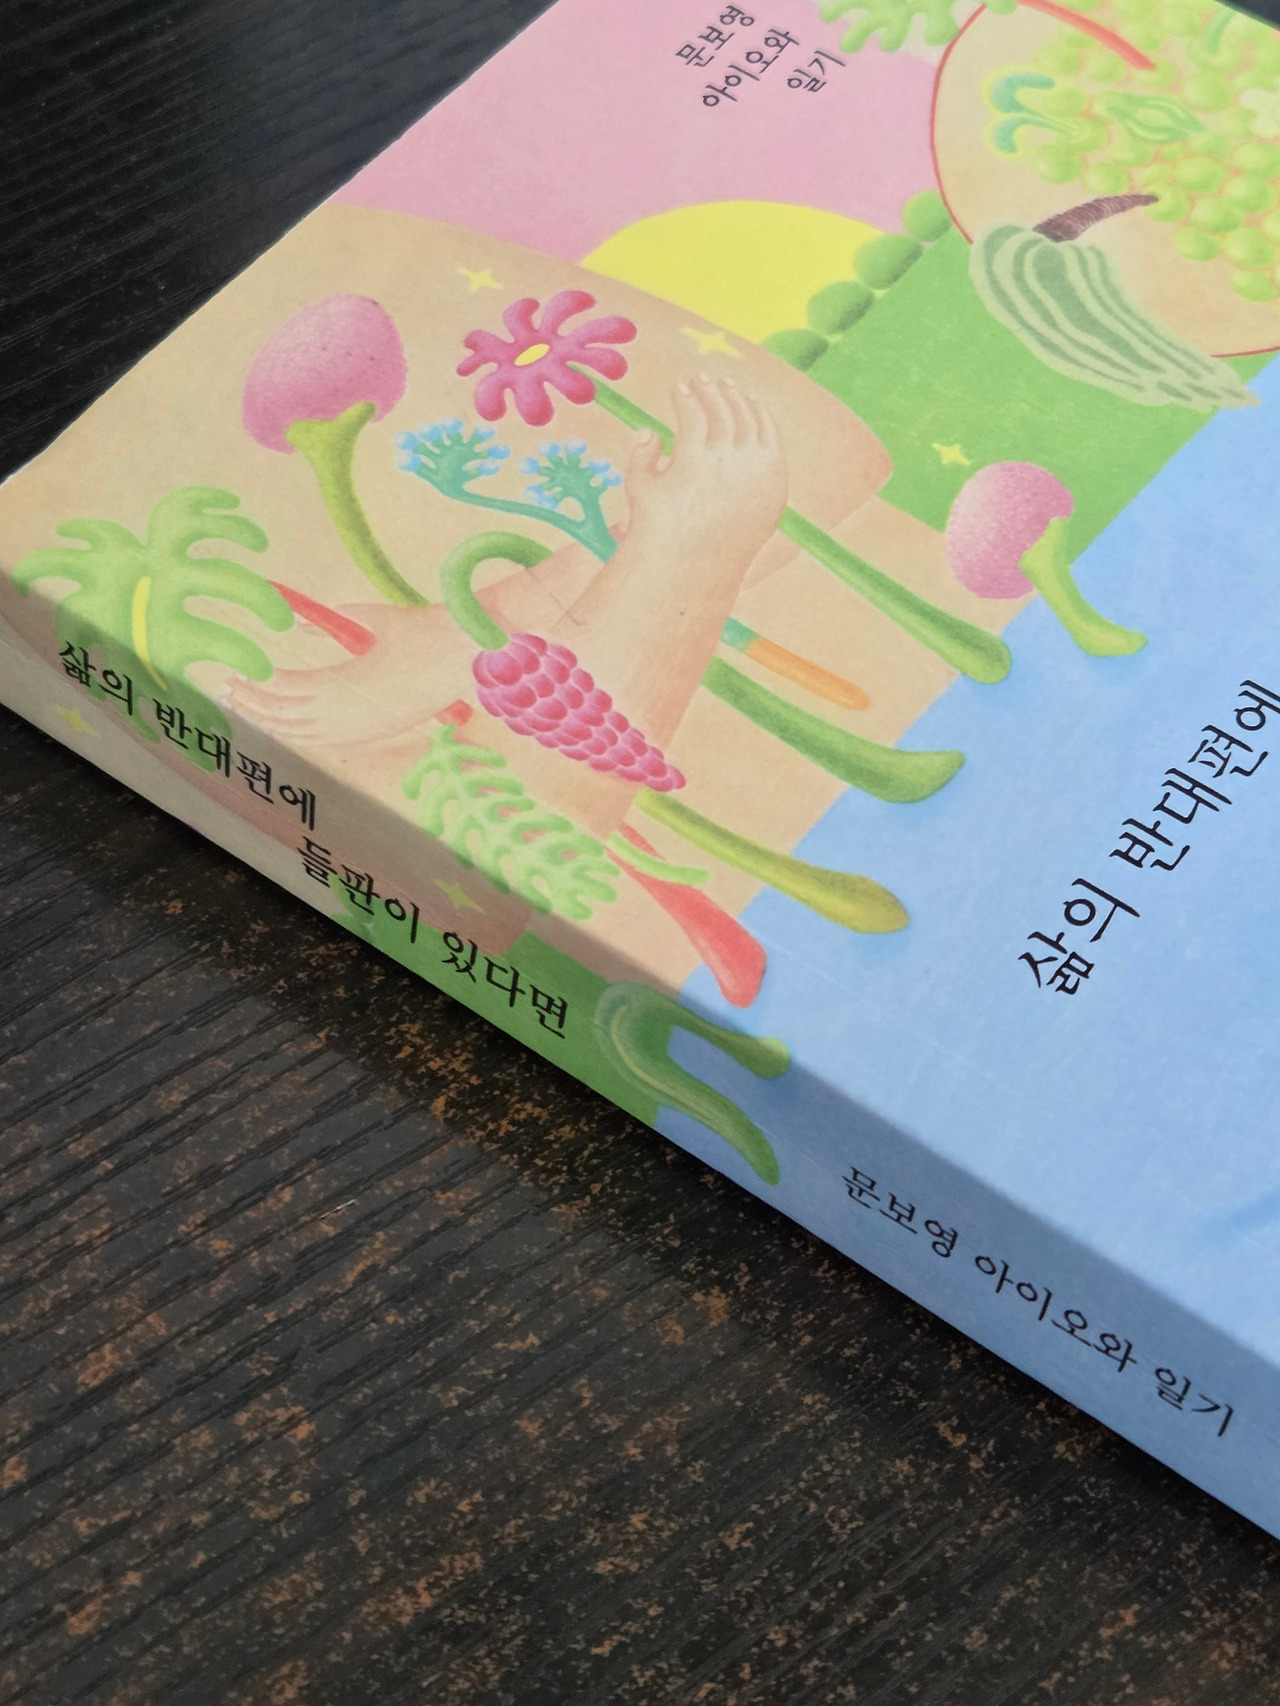 문보영
아이오와
일기
삶의 반대편에
삶의 반대편에
들판이 있다면
문보영 아이오와 일기